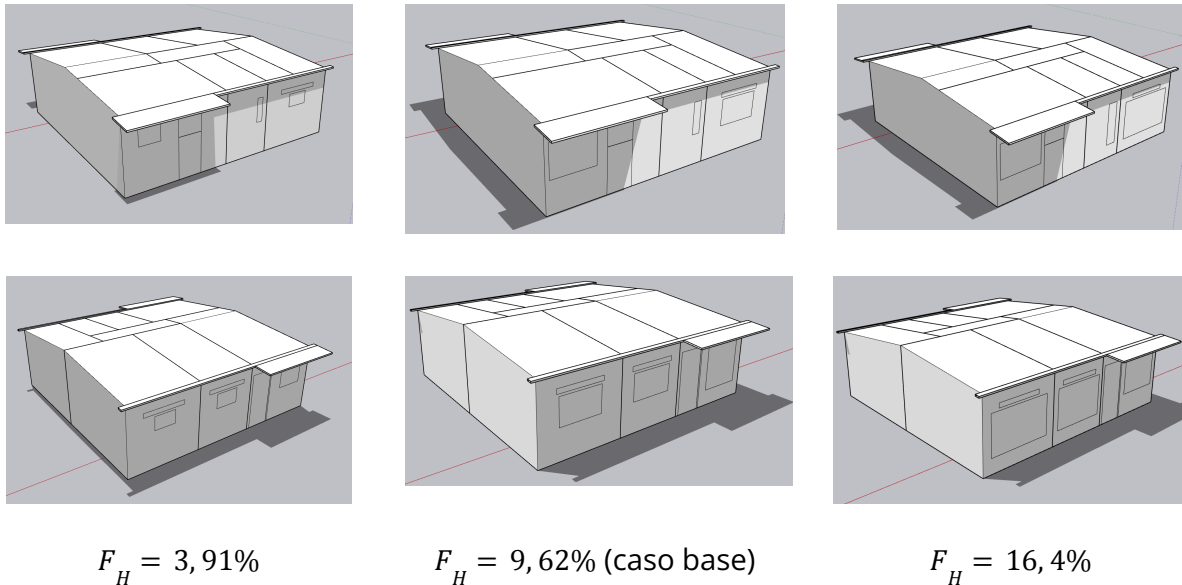 F_H = 3,91%
F_H = 9,62% (caso base)
F_H = 16,4%